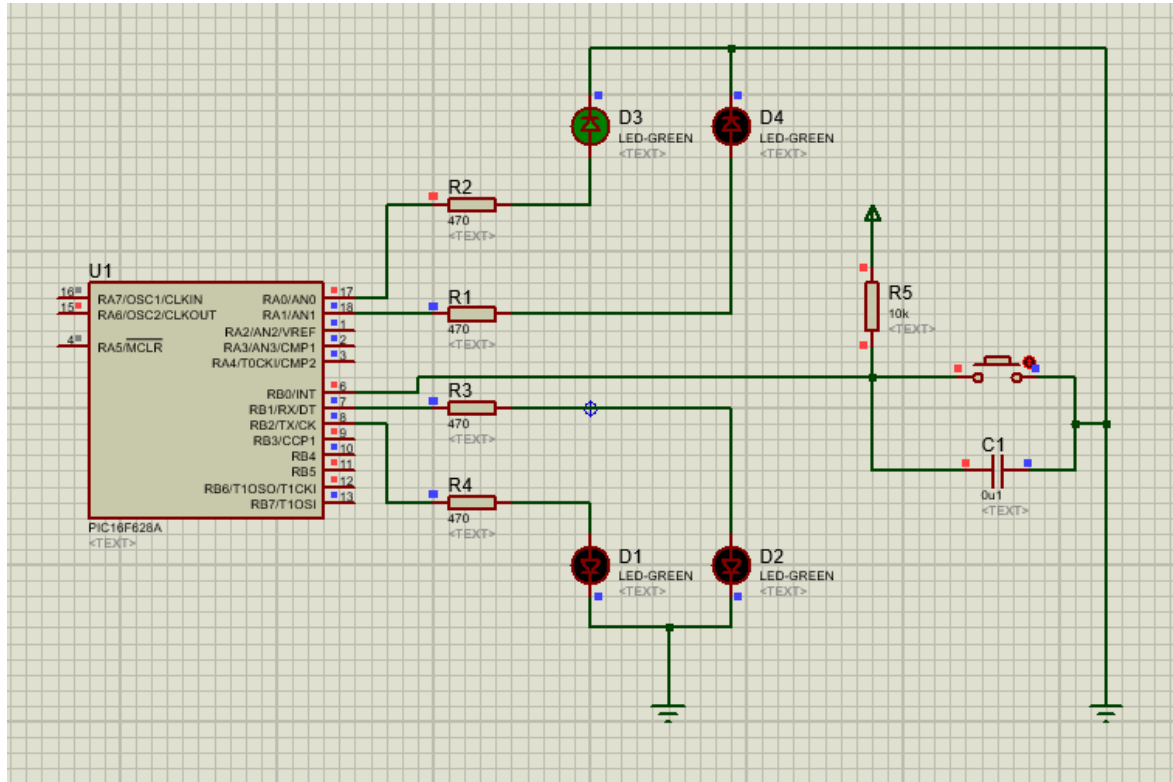 D3
LED-GREEN
<TEXT>
D4
LED-GREEN
<TEXT>
R2
470
<TEXT>
U1
16
15
4
RA7/OSC1/CLKIN
RA6/OSC2/CLKOUT
RA5/MCLR
RA0/AN0
RA1/AN1
RA2/AN2/VREF
RA3/AN3/CMP1
RA4/T0CKI/CMP2
RB0/INT
RB1/RX/DT
RB2/TX/CK
RB3/CCP1
RB4
RB5
RB6/T1OSO/T1CKI
RB7/T1OSI
17
18
1
2
3
6
7
8
9
10
11
12
13
PIC16F628A
<TEXT>
R1
470
<TEXT>
R5
10k
<TEXT>
R3
470
<TEXT>
C1
0u1
<TEXT>
R4
470
<TEXT>
D1
LED-GREEN
<TEXT>
D2
LED-GREEN
<TEXT>